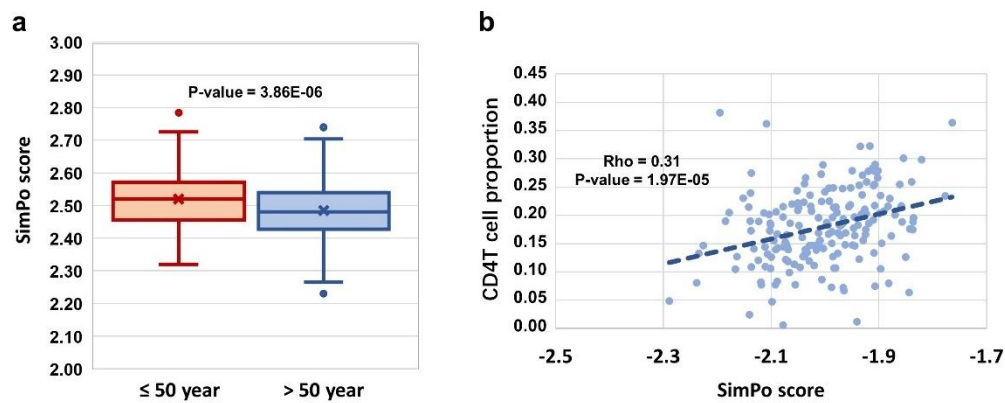 a
3.00
2.90
2.80
2.70
2.60
2.50
2.40
2.30
2.20
2.10
2.00
SimPo score
P-value = 3.86E-06
≤ 50 year
> 50 year
b
0.45
0.40
0.35
0.30
0.25
0.20
0.15
0.10
0.05
0.00
CD4T cell proportion
Rho = 0.31
P-value = 1.97E-05
-2.5
-2.3
-2.1
-1.9
-1.7
SimPo score